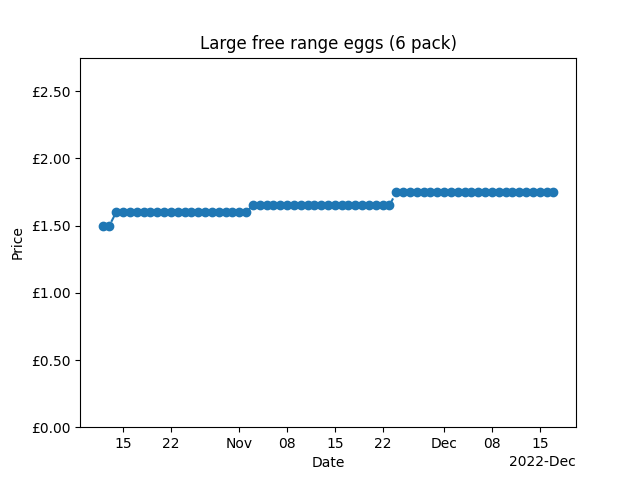 Large free range eggs (6 pack)
£2.50
£2.00
£1.50
£1.00
£0.50
£0.00
Price
15 22 Nov 08 15 22 Dec 08 15
Date
2022-Dec